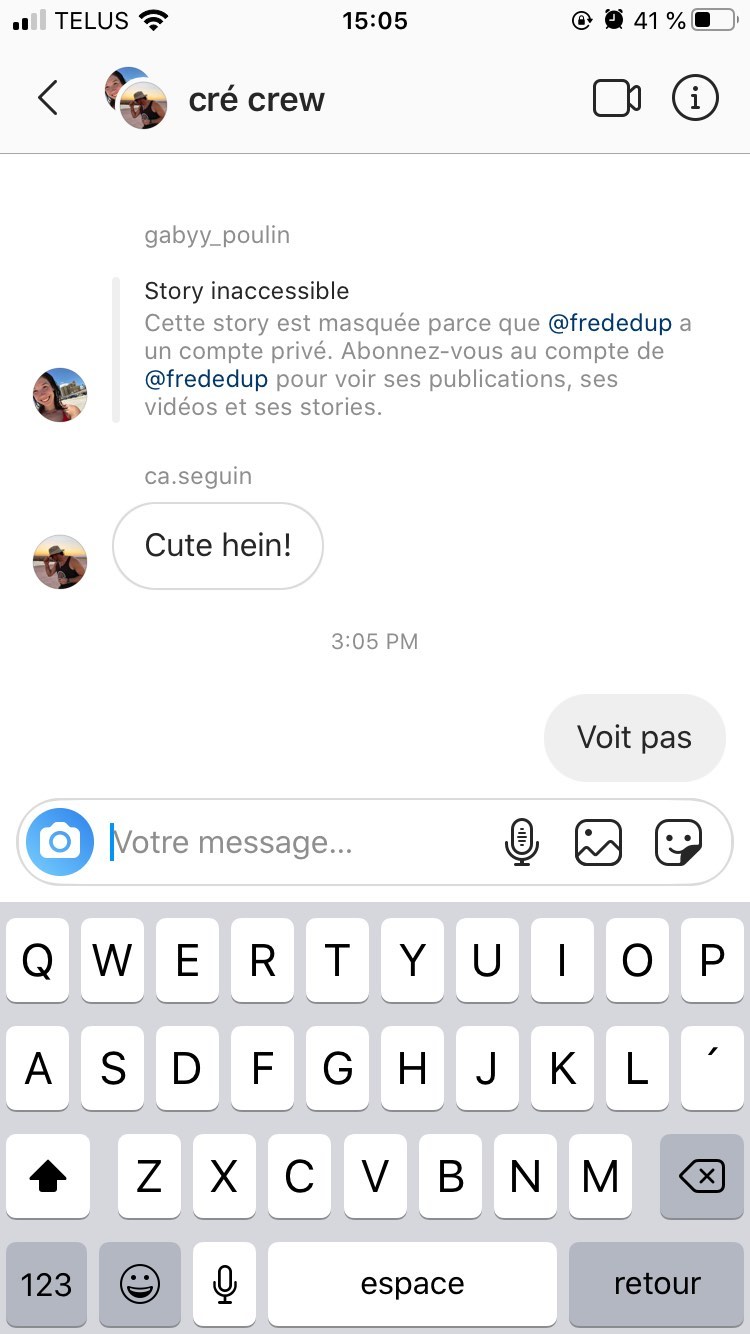 TELUS 15:05 41 %
cré crew
gabyy_poulin
Story inaccessible
Cette story est masquée parce que @frededup a
un compte privé. Abonnez-vous au compte de
@frededup pour voir ses publications, ses
vidéos et ses stories.
ca.seguin
Cute hein!
3:05 PM
Voit pas
Votre message...
Q W E R T Y U I O P
A S D F G H J K L ´
Z X C V B N M
123 espace retour